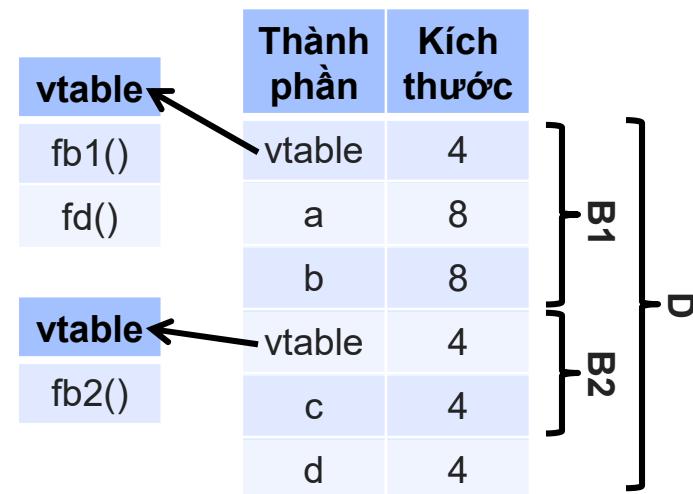 vtable
fb1()
fd()
vtable
fb2()
Thành Kích
phần thước
vtable 4
a 8
b 8
vtable 4
c 4
d 4
B1
B2
D